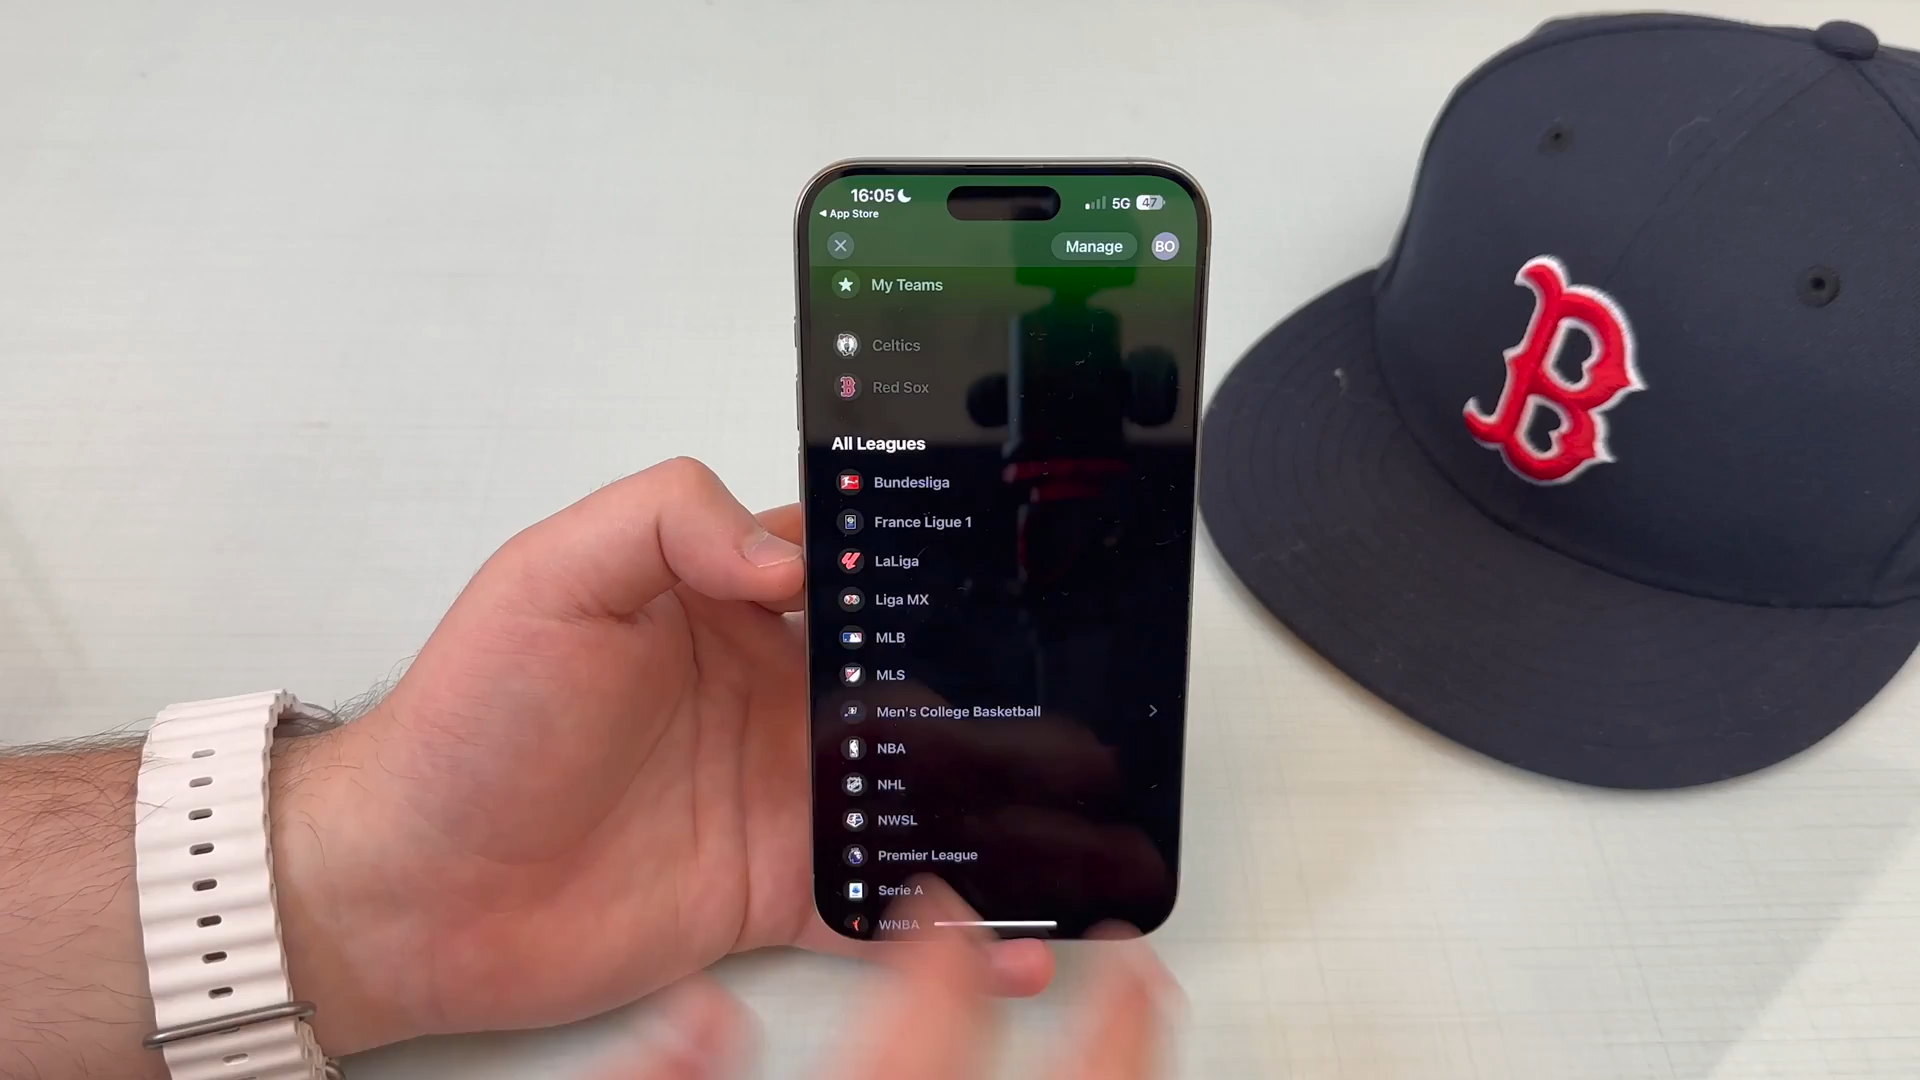 16:05
5G 47
App Store
Manage
BO
My Teams
Celtics
Red Sox
All Leagues
Bundesliga
France Ligue 1
LaLiga
Liga MX
MLB
MLS
Men's College Basketball
NBA
NHL
NWSL
Premier League
Serie A
WNBA
B